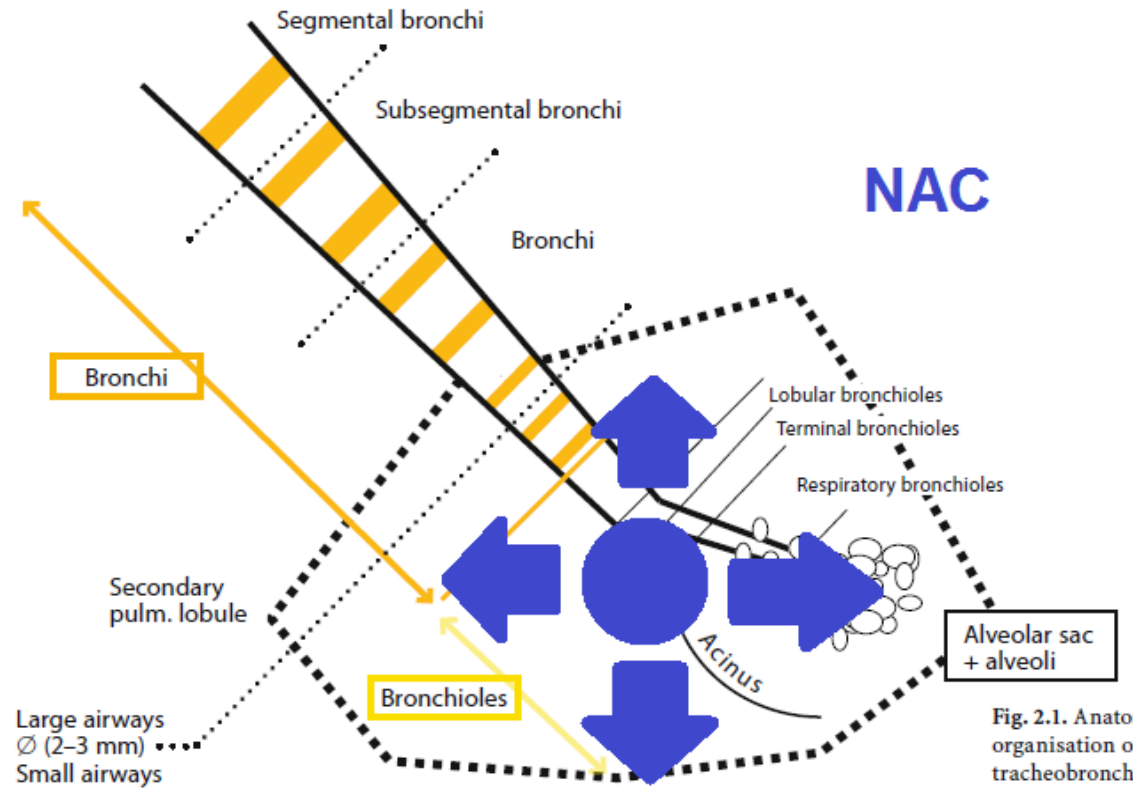 Segmental bronchi
Subsegmental bronchi
NAC
Bronchi
Bronchi
Lobular bronchioles
Terminal bronchioles
Respiratory bronchioles
Secondary
pulm. lobule
Acinus
Alveolar sac
+ alveoli
Bronchioles
Large airways
∅ (2–3 mm)
Small airways
Fig. 2.1. Anato
organisation o
tracheobronch